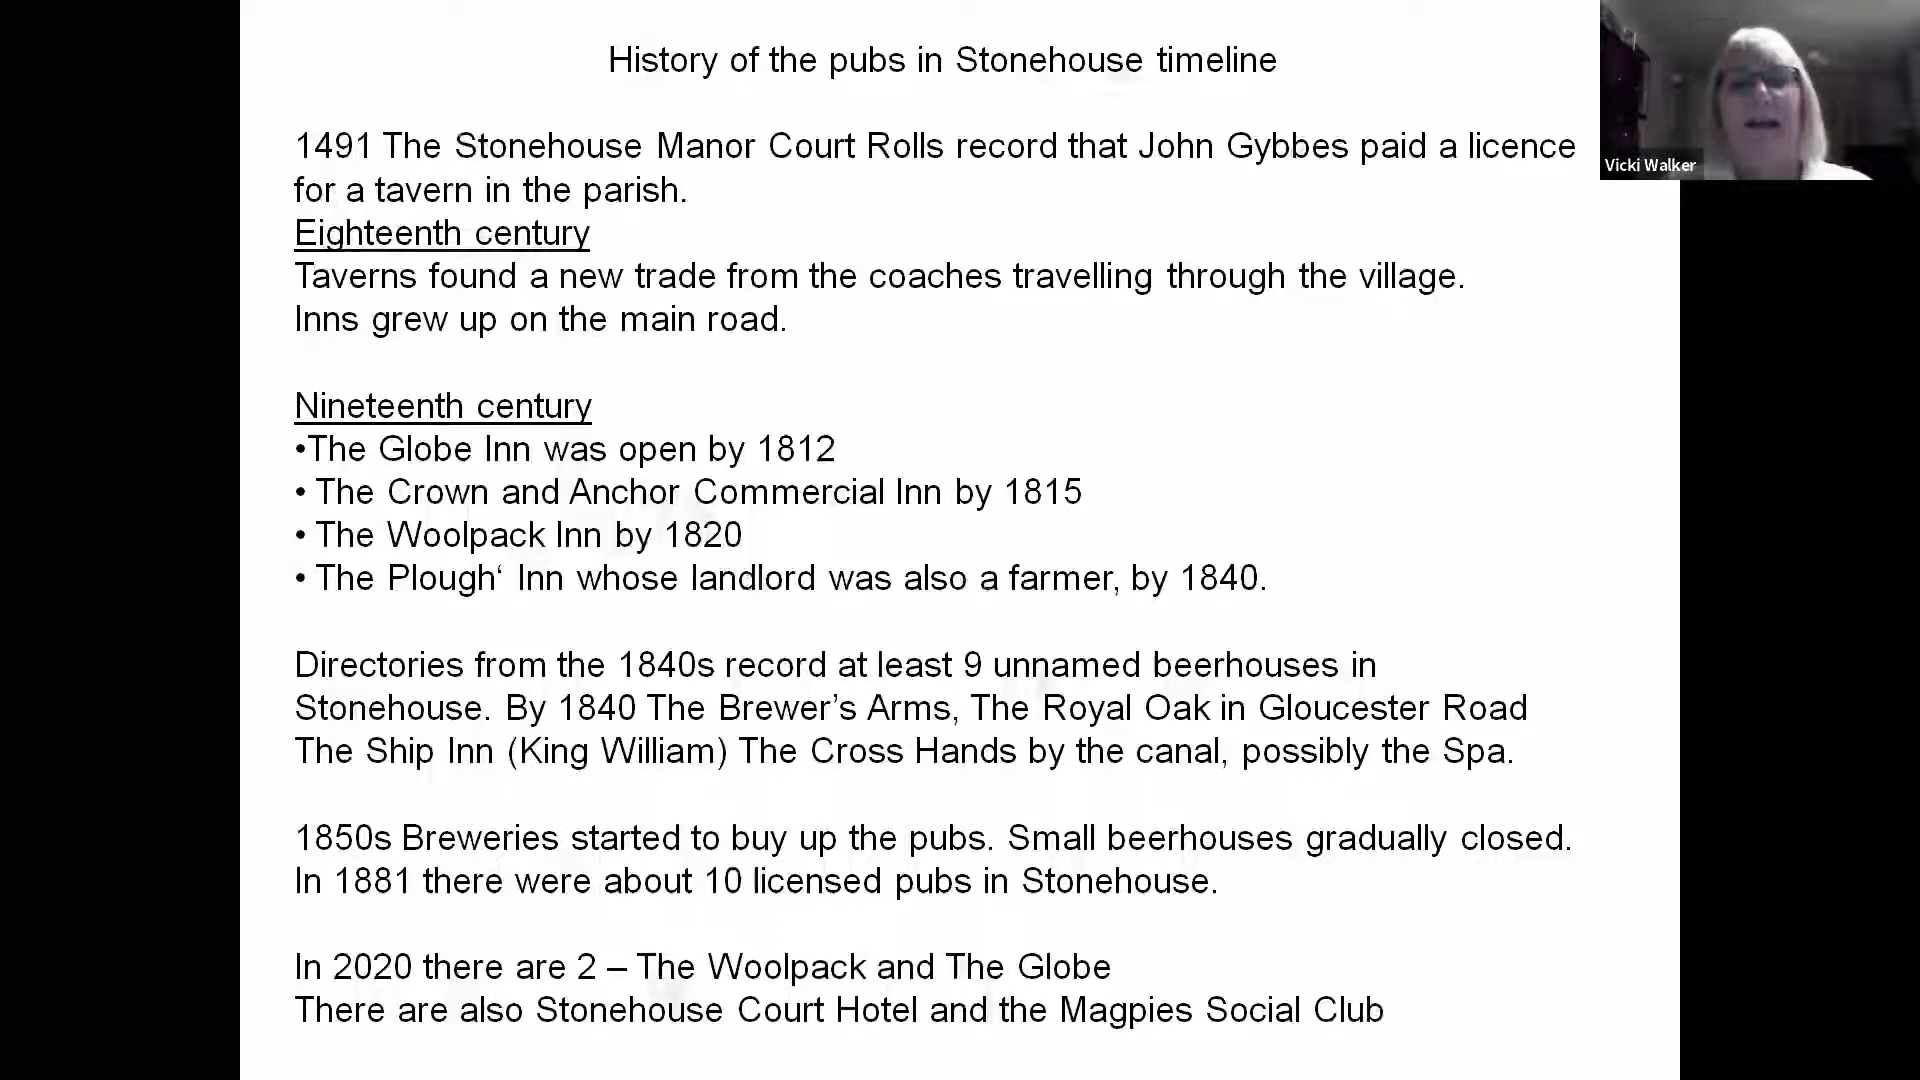 History of the pubs in Stonehouse timeline
Vicki Walker
1491 The Stonehouse Manor Court Rolls record that John Gybbes paid a licence
for a tavern in the parish.
Eighteenth century
Taverns found a new trade from the coaches travelling through the village.
Inns grew up on the main road.
Nineteenth century
•The Globe Inn was open by 1812
• The Crown and Anchor Commercial Inn by 1815
• The Woolpack Inn by 1820
• The Plough‘ Inn whose landlord was also a farmer, by 1840.
Directories from the 1840s record at least 9 unnamed beerhouses in
Stonehouse. By 1840 The Brewer’s Arms, The Royal Oak in Gloucester Road
The Ship Inn (King William) The Cross Hands by the canal, possibly the Spa.
1850s Breweries started to buy up the pubs. Small beerhouses gradually closed.
In 1881 there were about 10 licensed pubs in Stonehouse.
In 2020 there are 2 – The Woolpack and The Globe
There are also Stonehouse Court Hotel and the Magpies Social Club